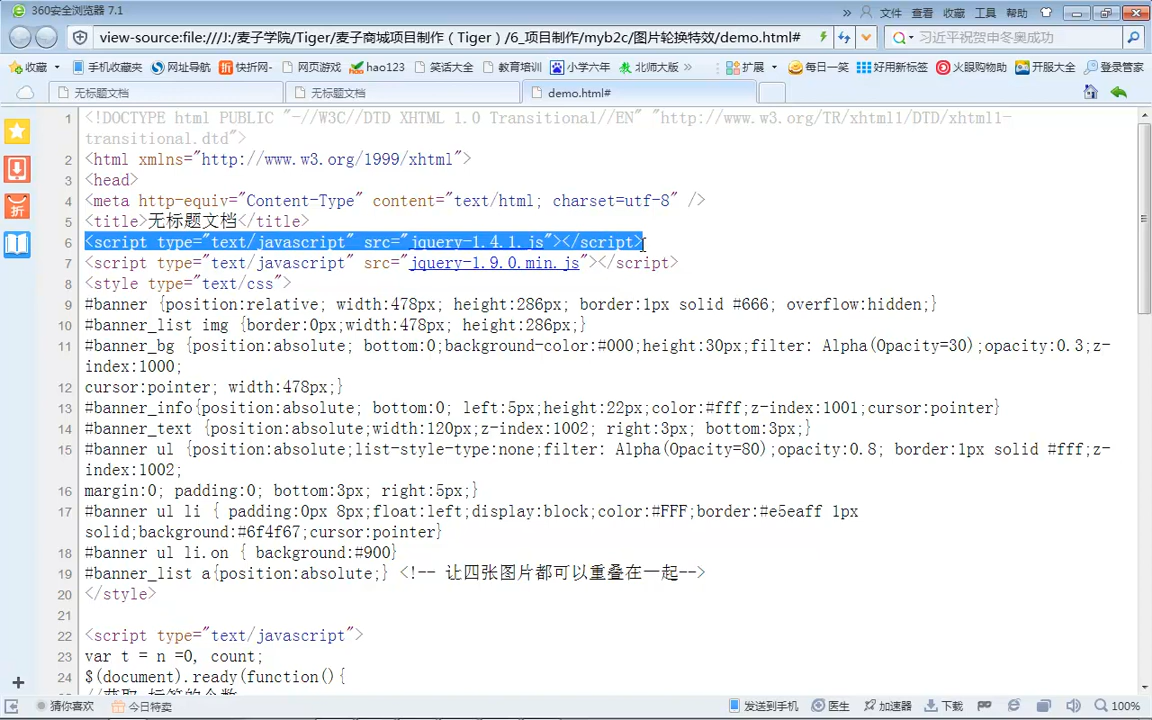 360安全浏览器 7.1
» 文件 查看 收藏 工具 帮助
view-source:file:///J:/麦子学院/Tiger/麦子商城项目制作（Tiger）/6_项目制作/myb2c/图片轮换特效/demo.html#
习近平祝贺申冬奥成功
收藏 手机收藏夹 网址导航 快折网- 网页游戏 hao123 笑话大全 教育培训 小学六年 北师大版 » 扩展 每日一笑 好用新标签 火眼购物助 开服大全 登录管家
无标题文档
无标题文档
demo.html#
折
1 <!DOCTYPE html PUBLIC "-//W3C//DTD XHTML 1.0 Transitional//EN" "http://www.w3.org/TR/xhtml1/DTD/xhtml1-
transitional.dtd">
2 <html xmlns="http://www.w3.org/1999/xhtml">
3 <head>
4 <meta http-equiv="Content-Type" content="text/html; charset=utf-8" />
5 <title>无标题文档</title>
6 <script type="text/javascript" src="jquery-1.4.1.js"></script>
7 <script type="text/javascript" src="jquery-1.9.0.min.js"></script>
8 <style type="text/css">
9 #banner {position:relative; width:478px; height:286px; border:1px solid #666; overflow:hidden;}
10 #banner_list img {border:0px;width:478px; height:286px;}
11 #banner_bg {position:absolute; bottom:0;background-color:#000;height:30px;filter: Alpha(Opacity=30);opacity:0.3;z-
index:1000;
12 cursor:pointer; width:478px;}
13 #banner_info{position:absolute; bottom:0; left:5px;height:22px;color:#fff;z-index:1001;cursor:pointer}
14 #banner_text {position:absolute;width:120px;z-index:1002; right:3px; bottom:3px;}
15 #banner ul {position:absolute;list-style-type:none;filter: Alpha(Opacity=80);opacity:0.8; border:1px solid #fff;z-
index:1002;
16 margin:0; padding:0; bottom:3px; right:5px;}
17 #banner ul li { padding:0px 8px;float:left;display:block;color:#FFF;border:#e5eaff 1px
solid;background:#6f4f67;cursor:pointer}
18 #banner ul li.on { background:#900}
19 #banner_list a{position:absolute;} <!-- 让四张图片都可以重叠在一起-->
20 </style>
21
22 <script type="text/javascript">
23 var t = n =0, count;
24 $(document).ready(function(){
猜你喜欢 今日特卖 发送到手机 医生 加速器 下载 100%